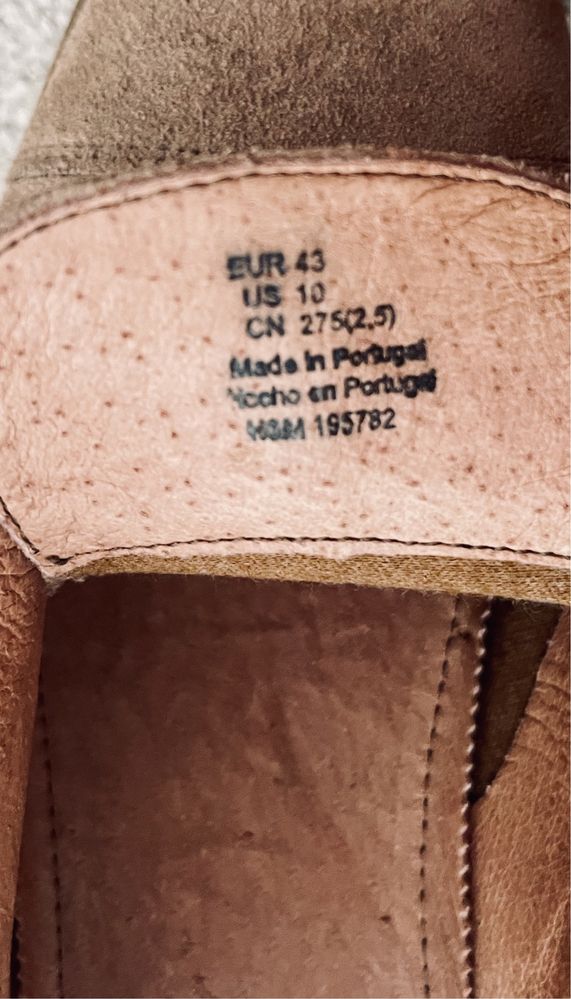 EUR 43
US 10
CN 275(2,5)
Made in Portugal
Hecho en Portugal
H&M 195782